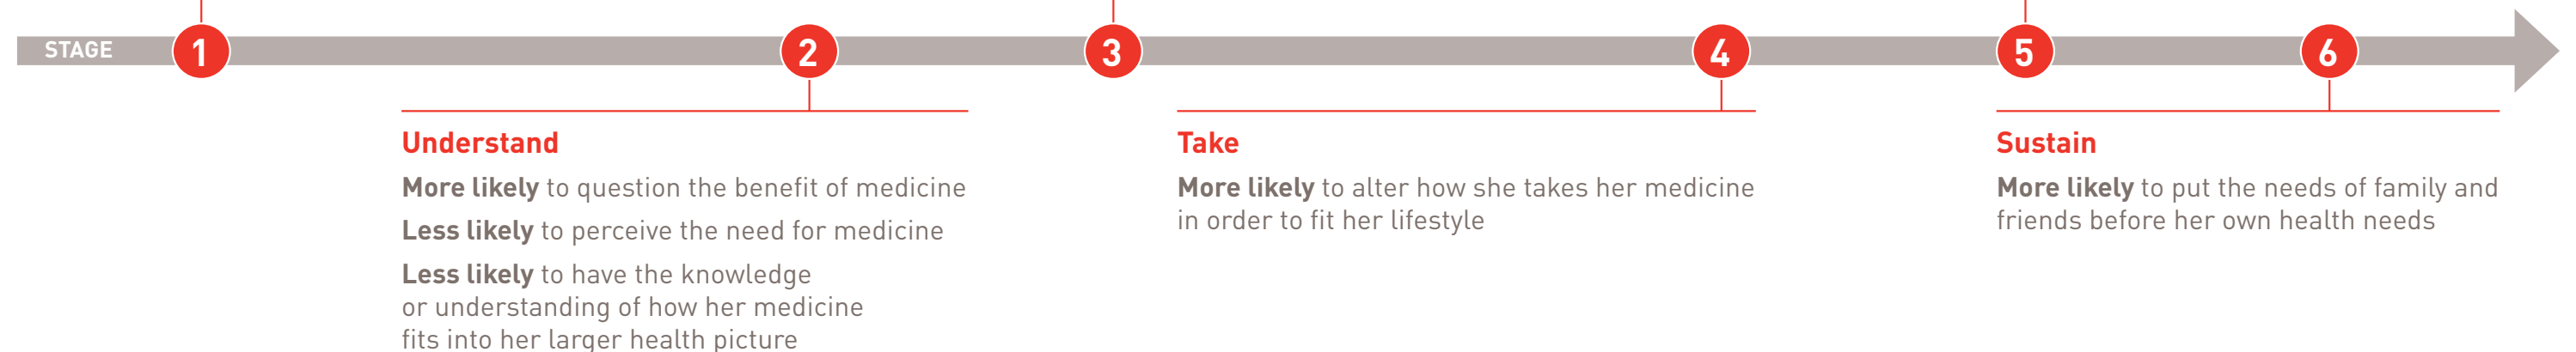 STAGE 1 2 3 4 5 6
Understand
More likely to question the benefit of medicine
Less likely to perceive the need for medicine
Less likely to have the knowledge
or understanding of how her medicine
fits into her larger health picture
Take
More likely to alter how she takes her medicine
in order to fit her lifestyle
Sustain
More likely to put the needs of family and
friends before her own health needs